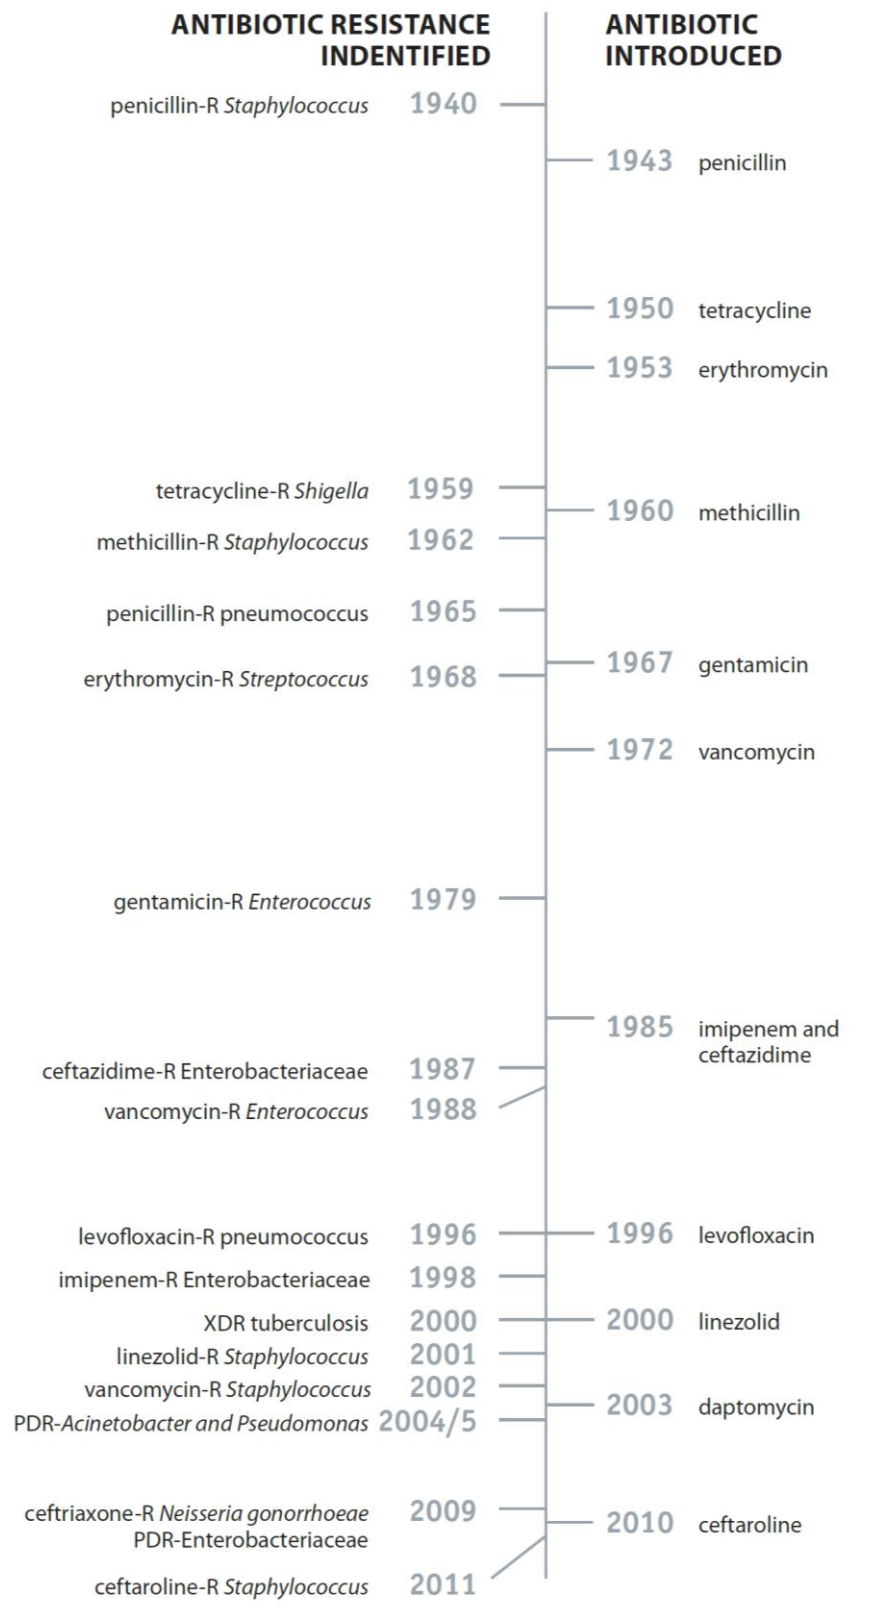 ANTIBIOTIC RESISTANCE
INDENTIFIED
ANTIBIOTIC
INTRODUCED
penicillin-R Staphylococcus 1940
1943 penicillin
1950 tetracycline
1953 erythromycin
tetracycline-R Shigella 1959
1960 methicillin
methicillin-R Staphylococcus 1962
penicillin-R pneumococcus 1965
1967 gentamicin
erythromycin-R Streptococcus 1968
1972 vancomycin
gentamicin-R Enterococcus 1979
1985 imipenem and
ceftazidime
ceftazidime-R Enterobacteriaceae 1987
vancomycin-R Enterococcus 1988
levofloxacin-R pneumococcus 1996
1996 levofloxacin
imipenem-R Enterobacteriaceae 1998
XDR tuberculosis 2000
2000 linezolid
linezolid-R Staphylococcus 2001
vancomycin-R Staphylococcus 2002
2003 daptomycin
PDR-Acinetobacter and Pseudomonas 2004/5
ceftriaxone-R Neisseria gonorrhoeae 2009
PDR-Enterobacteriaceae
2010 ceftaroline
ceftaroline-R Staphylococcus 2011